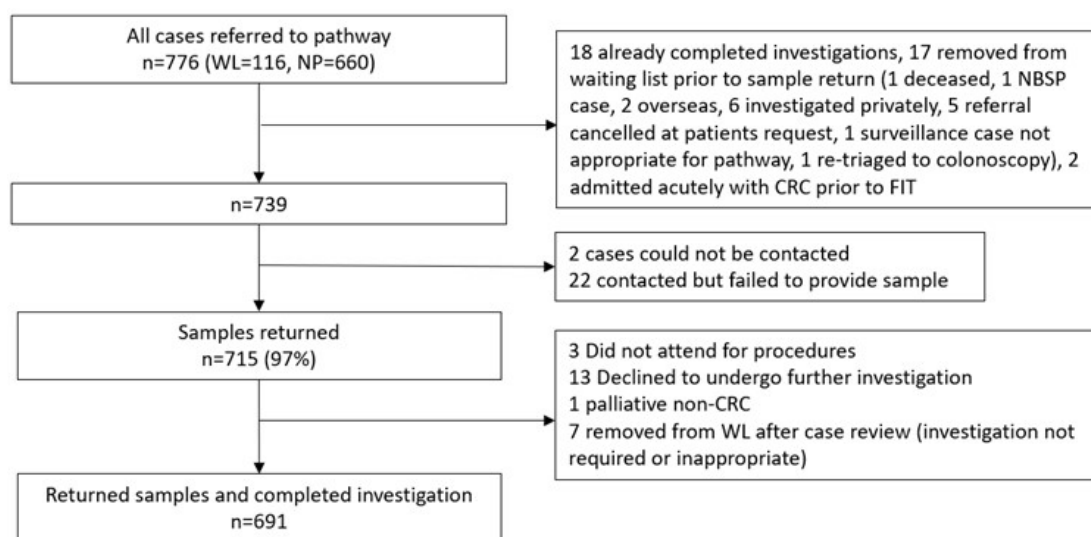 All cases referred to pathway
n=776 (WL=116, NP=660)
18 already completed investigations, 17 removed from
waiting list prior to sample return (1 deceased, 1 NBSP
case, 2 overseas, 6 investigated privately, 5 referral
cancelled at patients request, 1 surveillance case not
appropriate for pathway, 1 re-triaged to colonoscopy), 2
admitted acutely with CRC prior to FIT
n=739
2 cases could not be contacted
22 contacted but failed to provide sample
Samples returned
n=715 (97%)
3 Did not attend for procedures
13 Declined to undergo further investigation
1 palliative non-CRC
7 removed from WL after case review (investigation not
required or inappropriate)
Returned samples and completed investigation
n=691